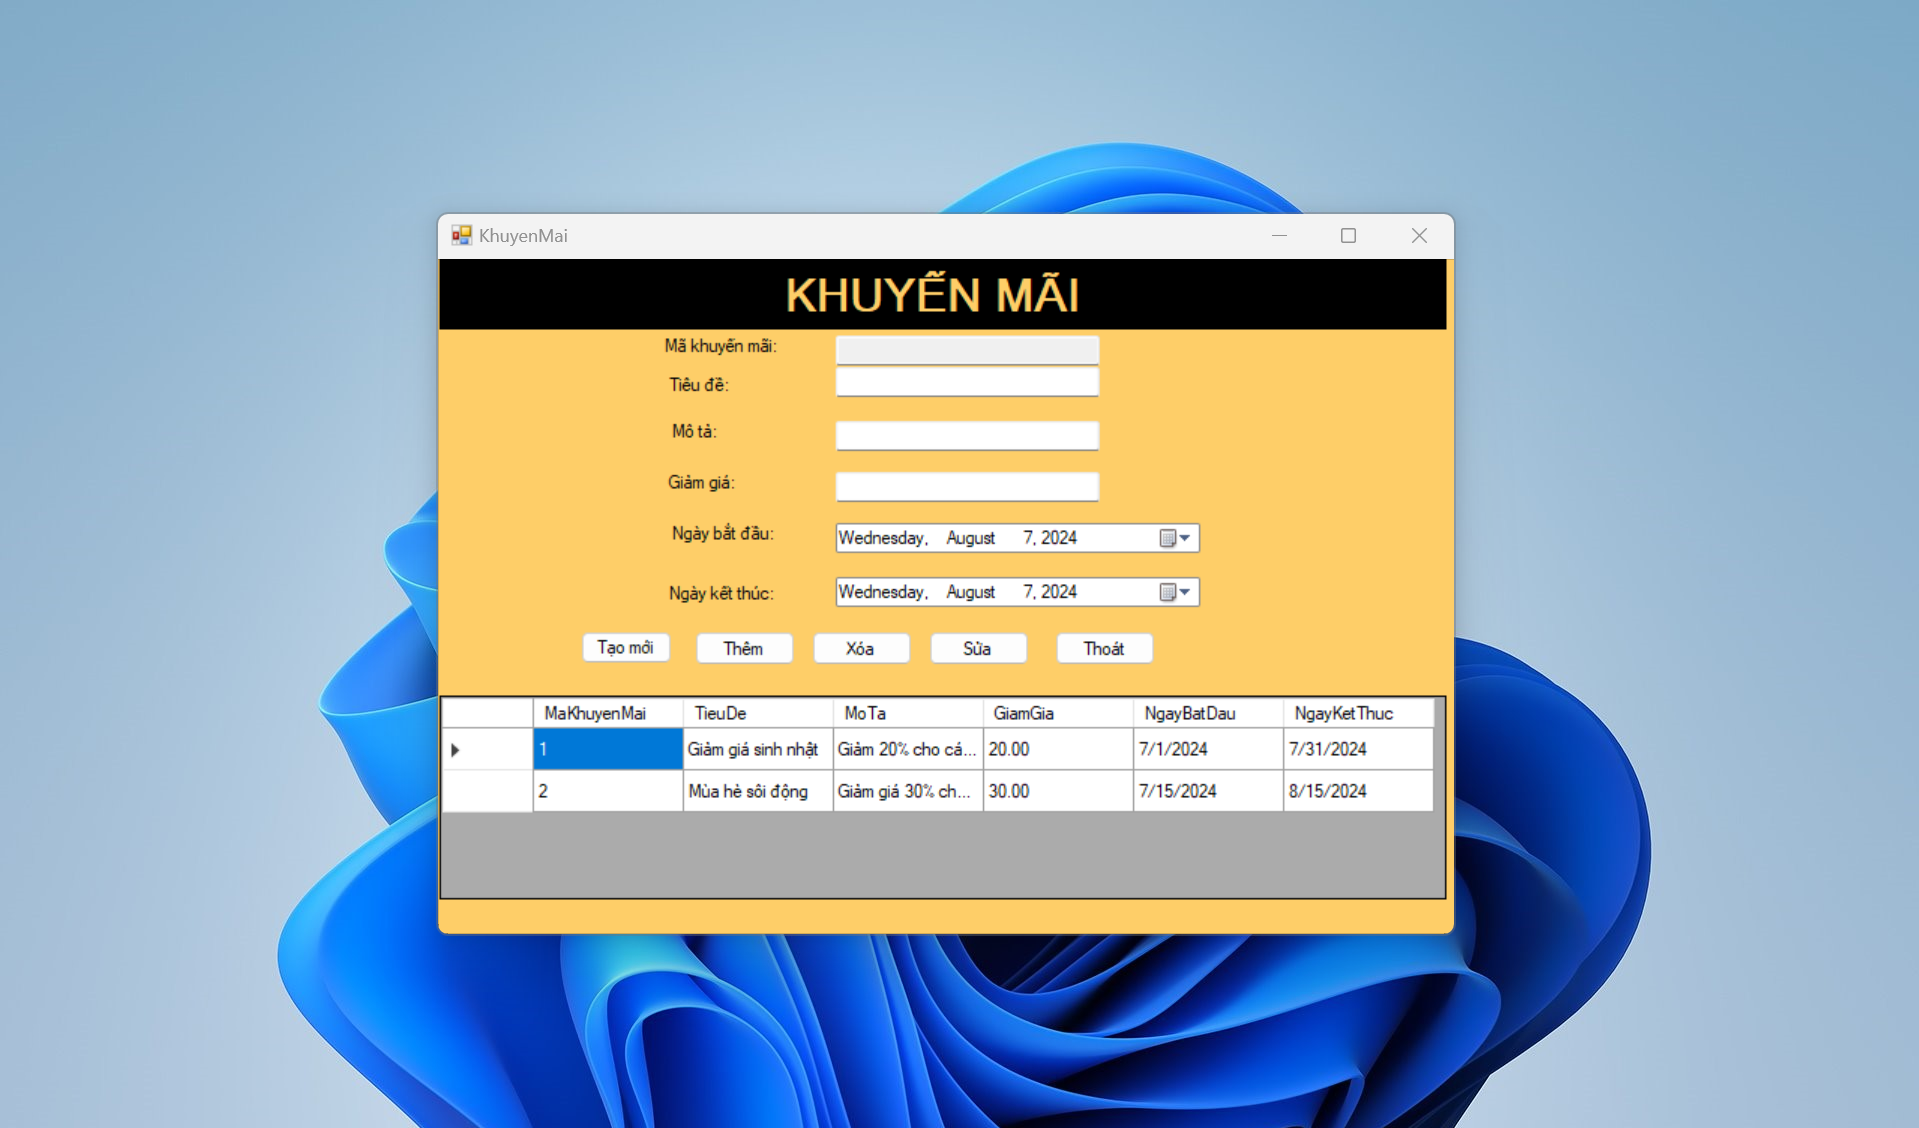 KhuyenMai
KHUYẾN MÃI
Mã khuyến mãi:
Tiêu đề:
Mô tả:
Giảm giá:
Ngày bắt đầu:
Wednesday, August 7, 2024
Ngày kết thúc:
Wednesday, August 7, 2024
Tạo mới Thêm Xóa Sửa Thoát
MaKhuyenMai TieuDe MoTa GiamGia NgayBatDau NgayKetThuc
1 Giảm giá sinh nhật Giảm 20% cho cá... 20.00 7/1/2024 7/31/2024
2 Mùa hè sôi động Giảm giá 30% ch... 30.00 7/15/2024 8/15/2024